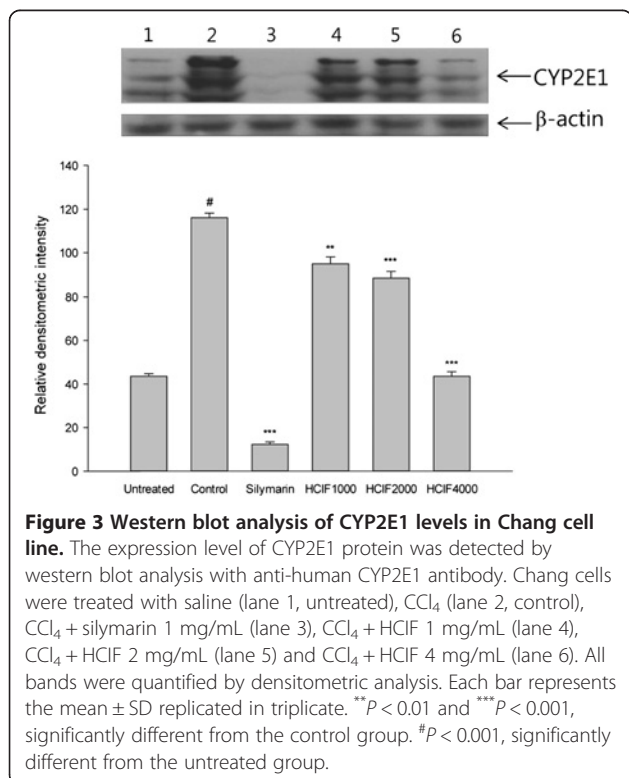 1 2 3 4 5 6
CYP2E1
β-actin
140
120
100
80
60
40
20
0
Relative densitometric intensity
#
***
**
***
***
Untreated Control Silymarin HCIF1000 HCIF2000 HCIF4000
Figure 3 Western blot analysis of CYP2E1 levels in Chang cell
line. The expression level of CYP2E1 protein was detected by
western blot analysis with anti-human CYP2E1 antibody. Chang cells
were treated with saline (lane 1, untreated), CCl₄ (lane 2, control),
CCl₄ + silymarin 1 mg/mL (lane 3), CCl₄ + HCIF 1 mg/mL (lane 4),
CCl₄ + HCIF 2 mg/mL (lane 5) and CCl₄ + HCIF 4 mg/mL (lane 6). All
bands were quantified by densitometric analysis. Each bar represents
the mean ± SD replicated in triplicate. **P < 0.01 and ***P < 0.001,
significantly different from the control group. #P < 0.001, significantly
different from the untreated group.